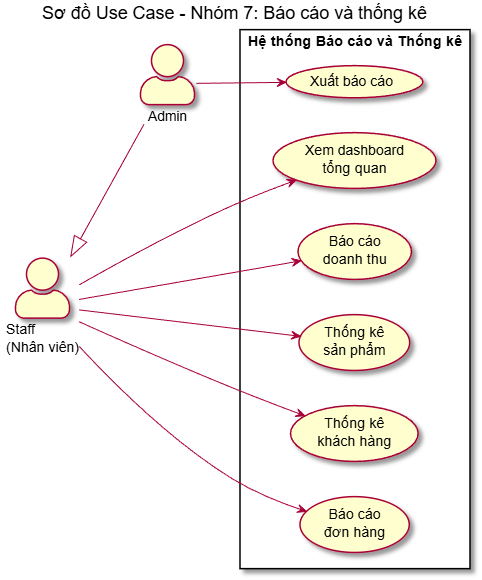 Sơ đồ Use Case - Nhóm 7: Báo cáo và thống kê
Hệ thống Báo cáo và Thống kê
Admin
Xuất báo cáo
Xem dashboard
tổng quan
Báo cáo
doanh thu
Staff
(Nhân viên)
Thống kê
sản phẩm
Thống kê
khách hàng
Báo cáo
đơn hàng